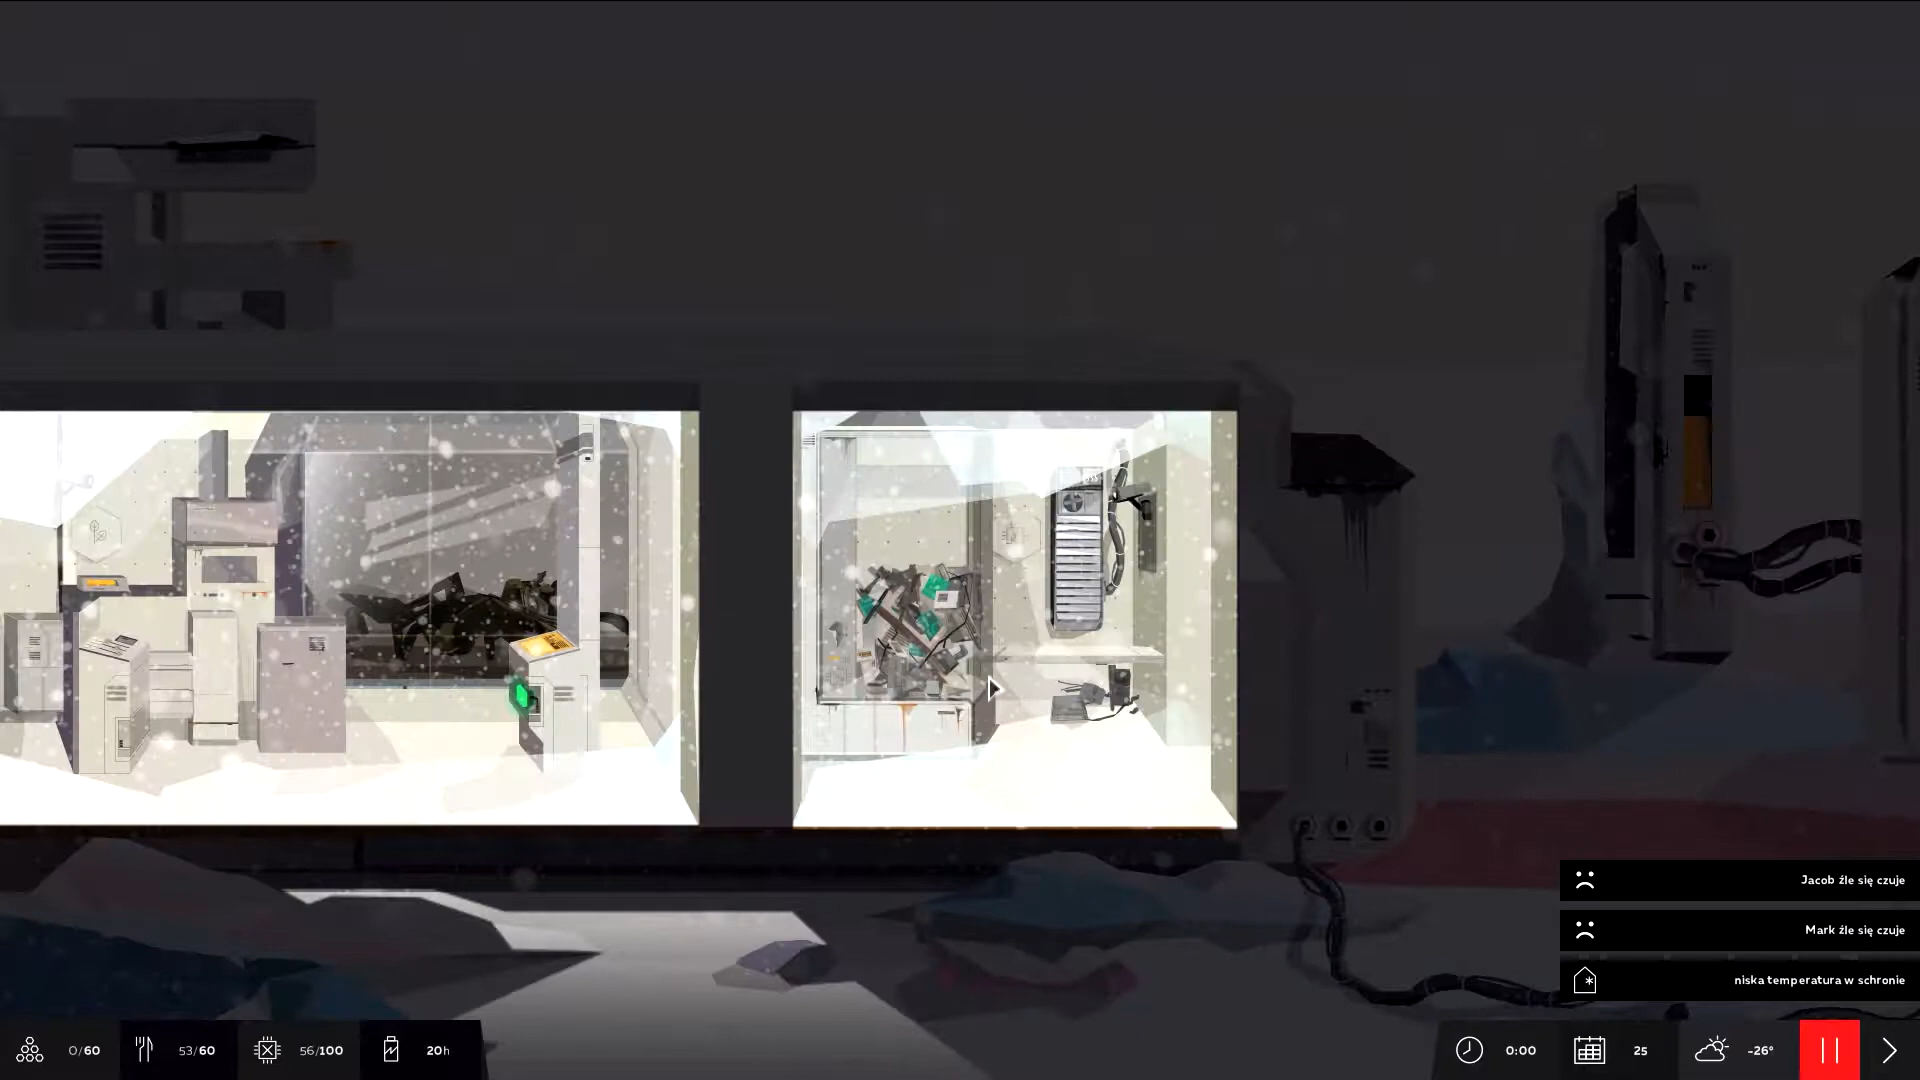 Jacob źle się czuje
Mark źle się czuje
niska temperatura w schronie
0/60
53/60
56/100
20h
0:00
25
-26°